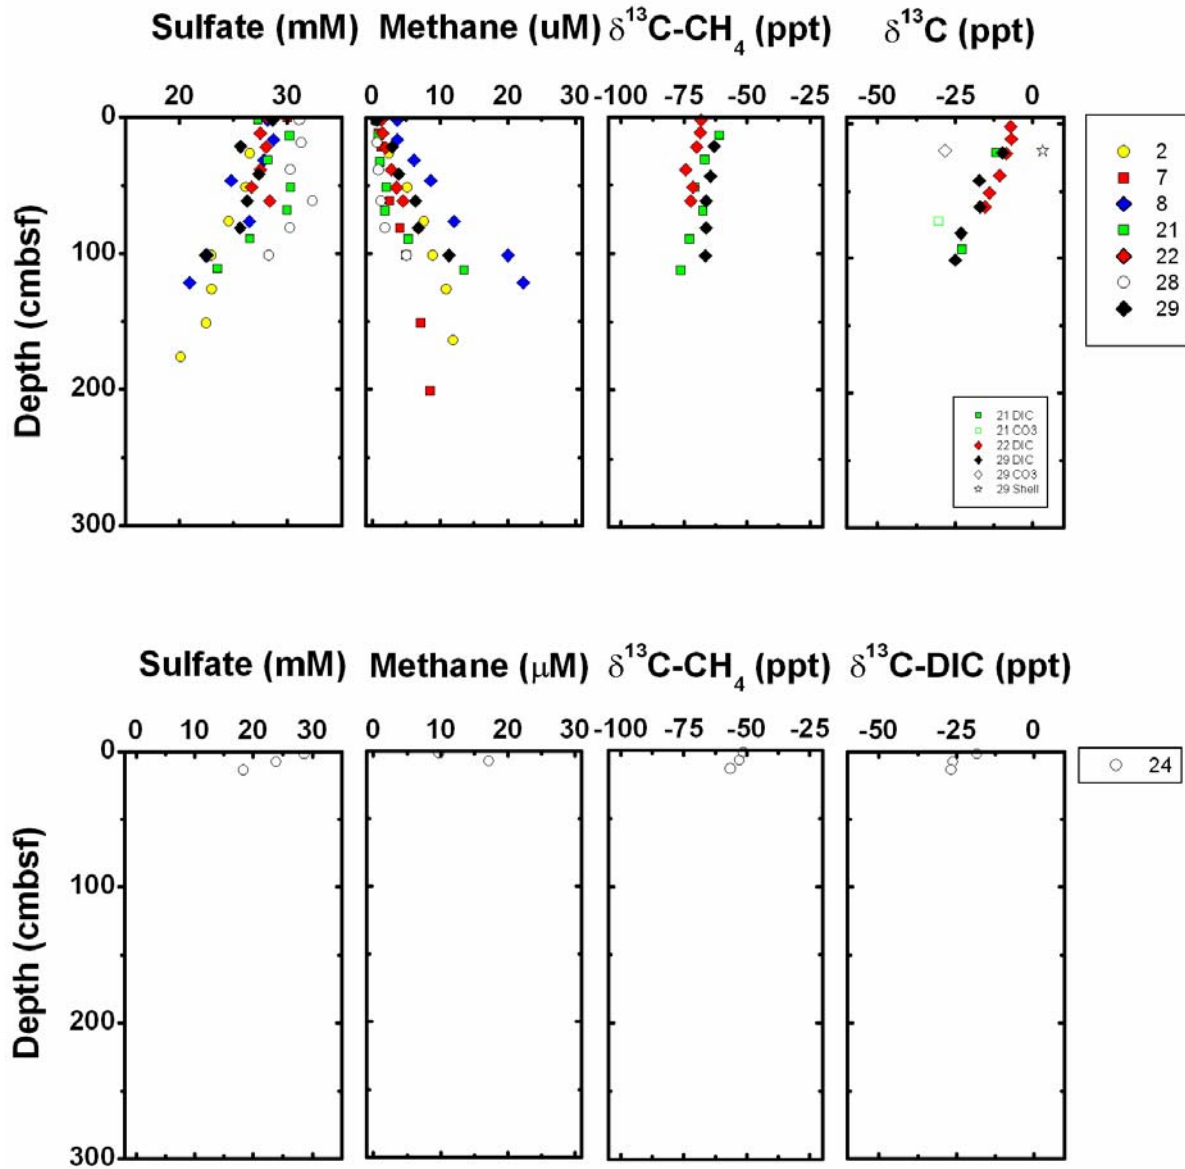 Sulfate (mM) Methane (uM) δ¹³C-CH₄ (ppt) δ¹³C (ppt)
20 30 0 10 20 30 -100 -75 -50 -25 -50 -25 0
0
100
200
300
Depth (cmbsf)
2
7
8
21
22
28
29
21 DIC
21 CO3
22 DIC
29 DIC
29 CO3
29 Shell
Sulfate (mM) Methane (μM) δ¹³C-CH₄ (ppt) δ¹³C-DIC (ppt)
0 10 20 30 0 10 20 30 -100 -75 -50 -25 -50 -25 0
0
100
200
300
Depth (cmbsf)
24